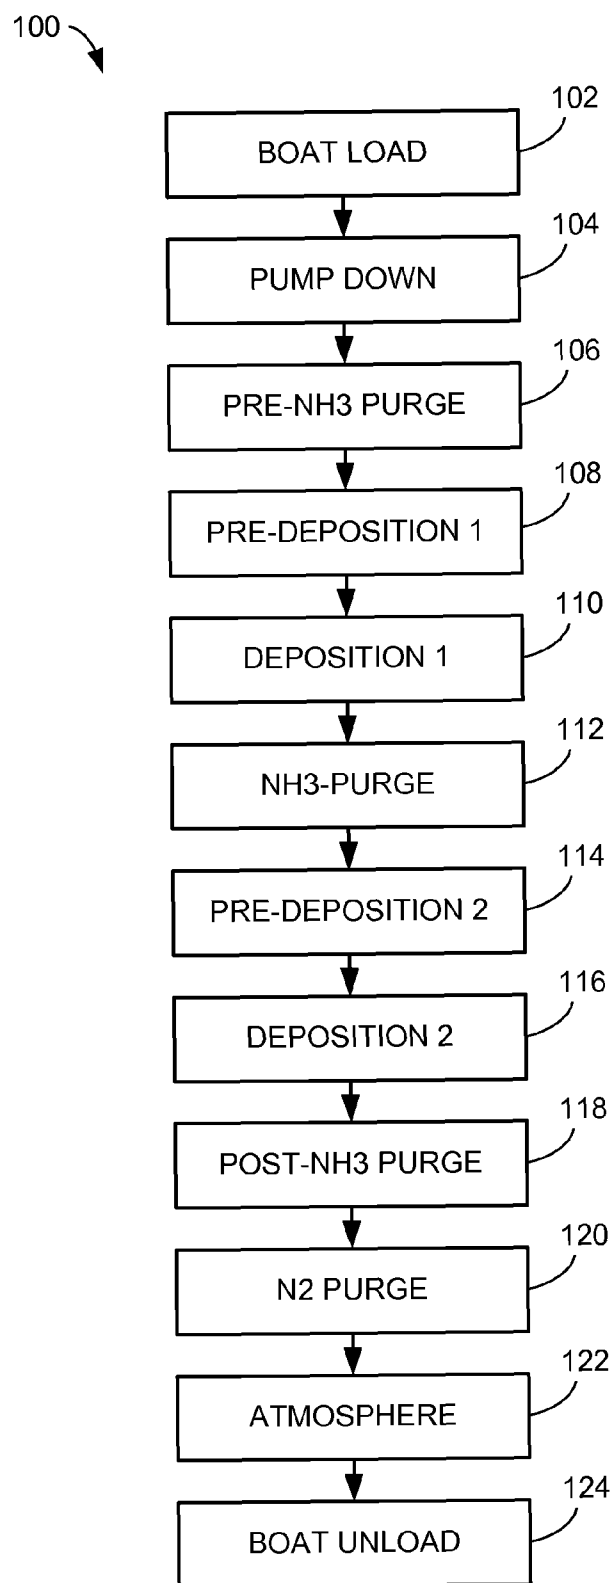 100
102
BOAT LOAD
104
PUMP DOWN
106
PRE-NH3 PURGE
108
PRE-DEPOSITION 1
110
DEPOSITION 1
112
NH3-PURGE
114
PRE-DEPOSITION 2
116
DEPOSITION 2
118
POST-NH3 PURGE
120
N2 PURGE
122
ATMOSPHERE
124
BOAT UNLOAD